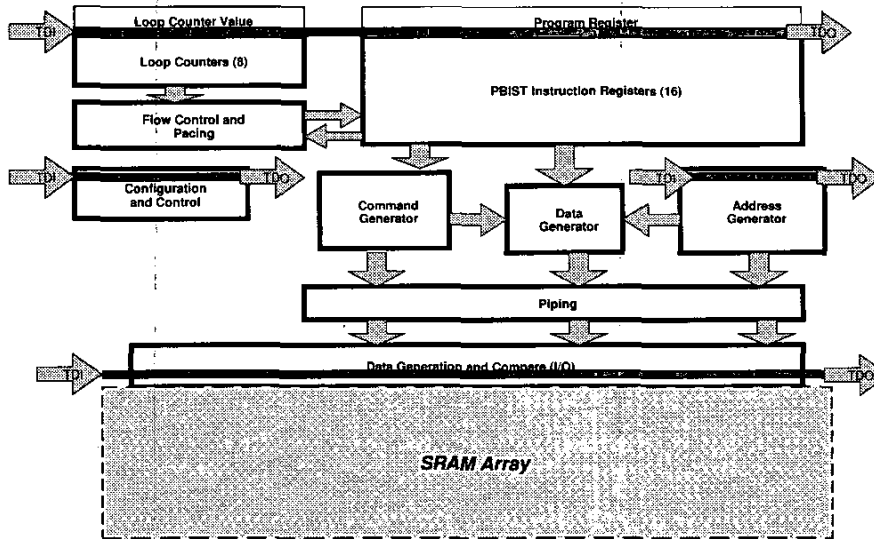 Loop Counter Value
Program Register
TDI
TDO
Loop Counters (8)
PBIST Instruction Registers (16)
Flow Control and
Pacing
TDI
TDO
Configuration
and Control
Command
Generator
Data
Generator
TDI
TDO
Address
Generator
Piping
TDI
Data Generation and Compare (I/O)
TDO
SRAM Array